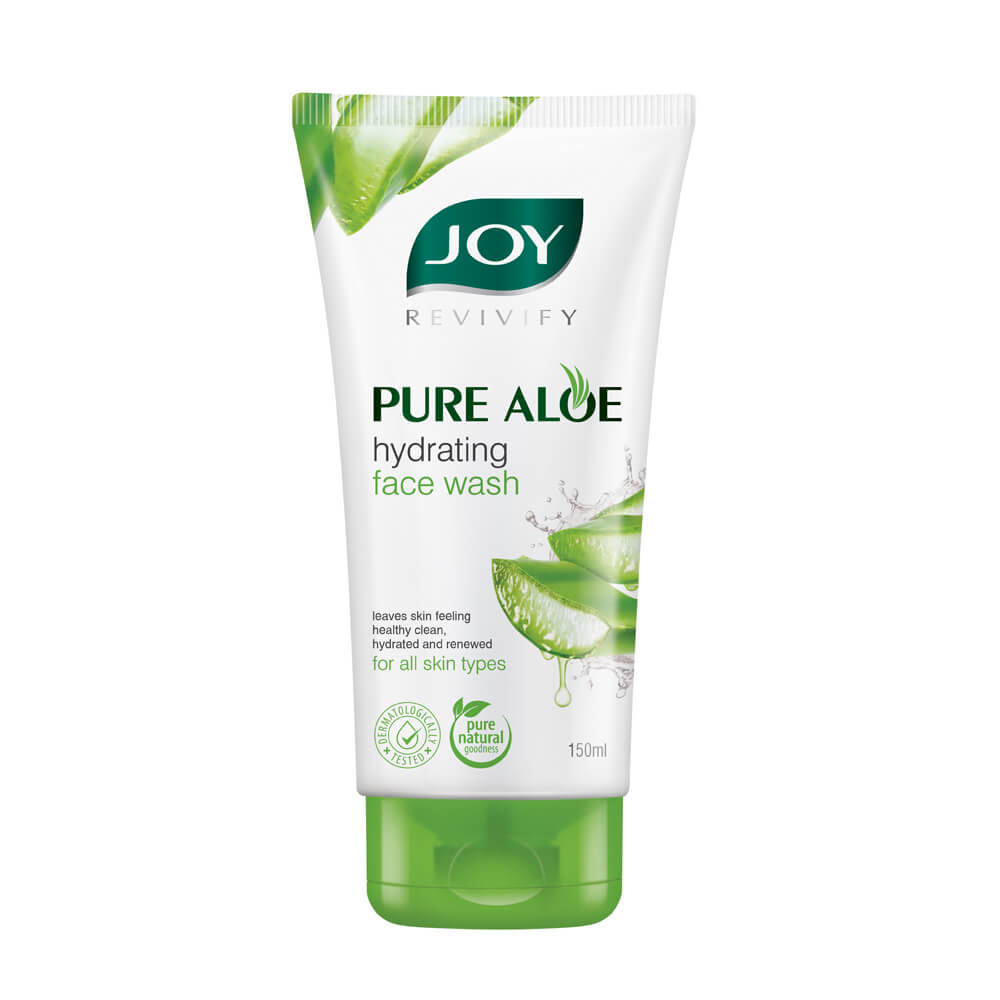 JOY
REVIVIFY
PURE ALOE
hydrating
face wash
leaves skin feeling
healthy clean,
hydrated and renewed
for all skin types
DERMATOLOGICALLY
TESTED
pure
natural
goodness
150ml